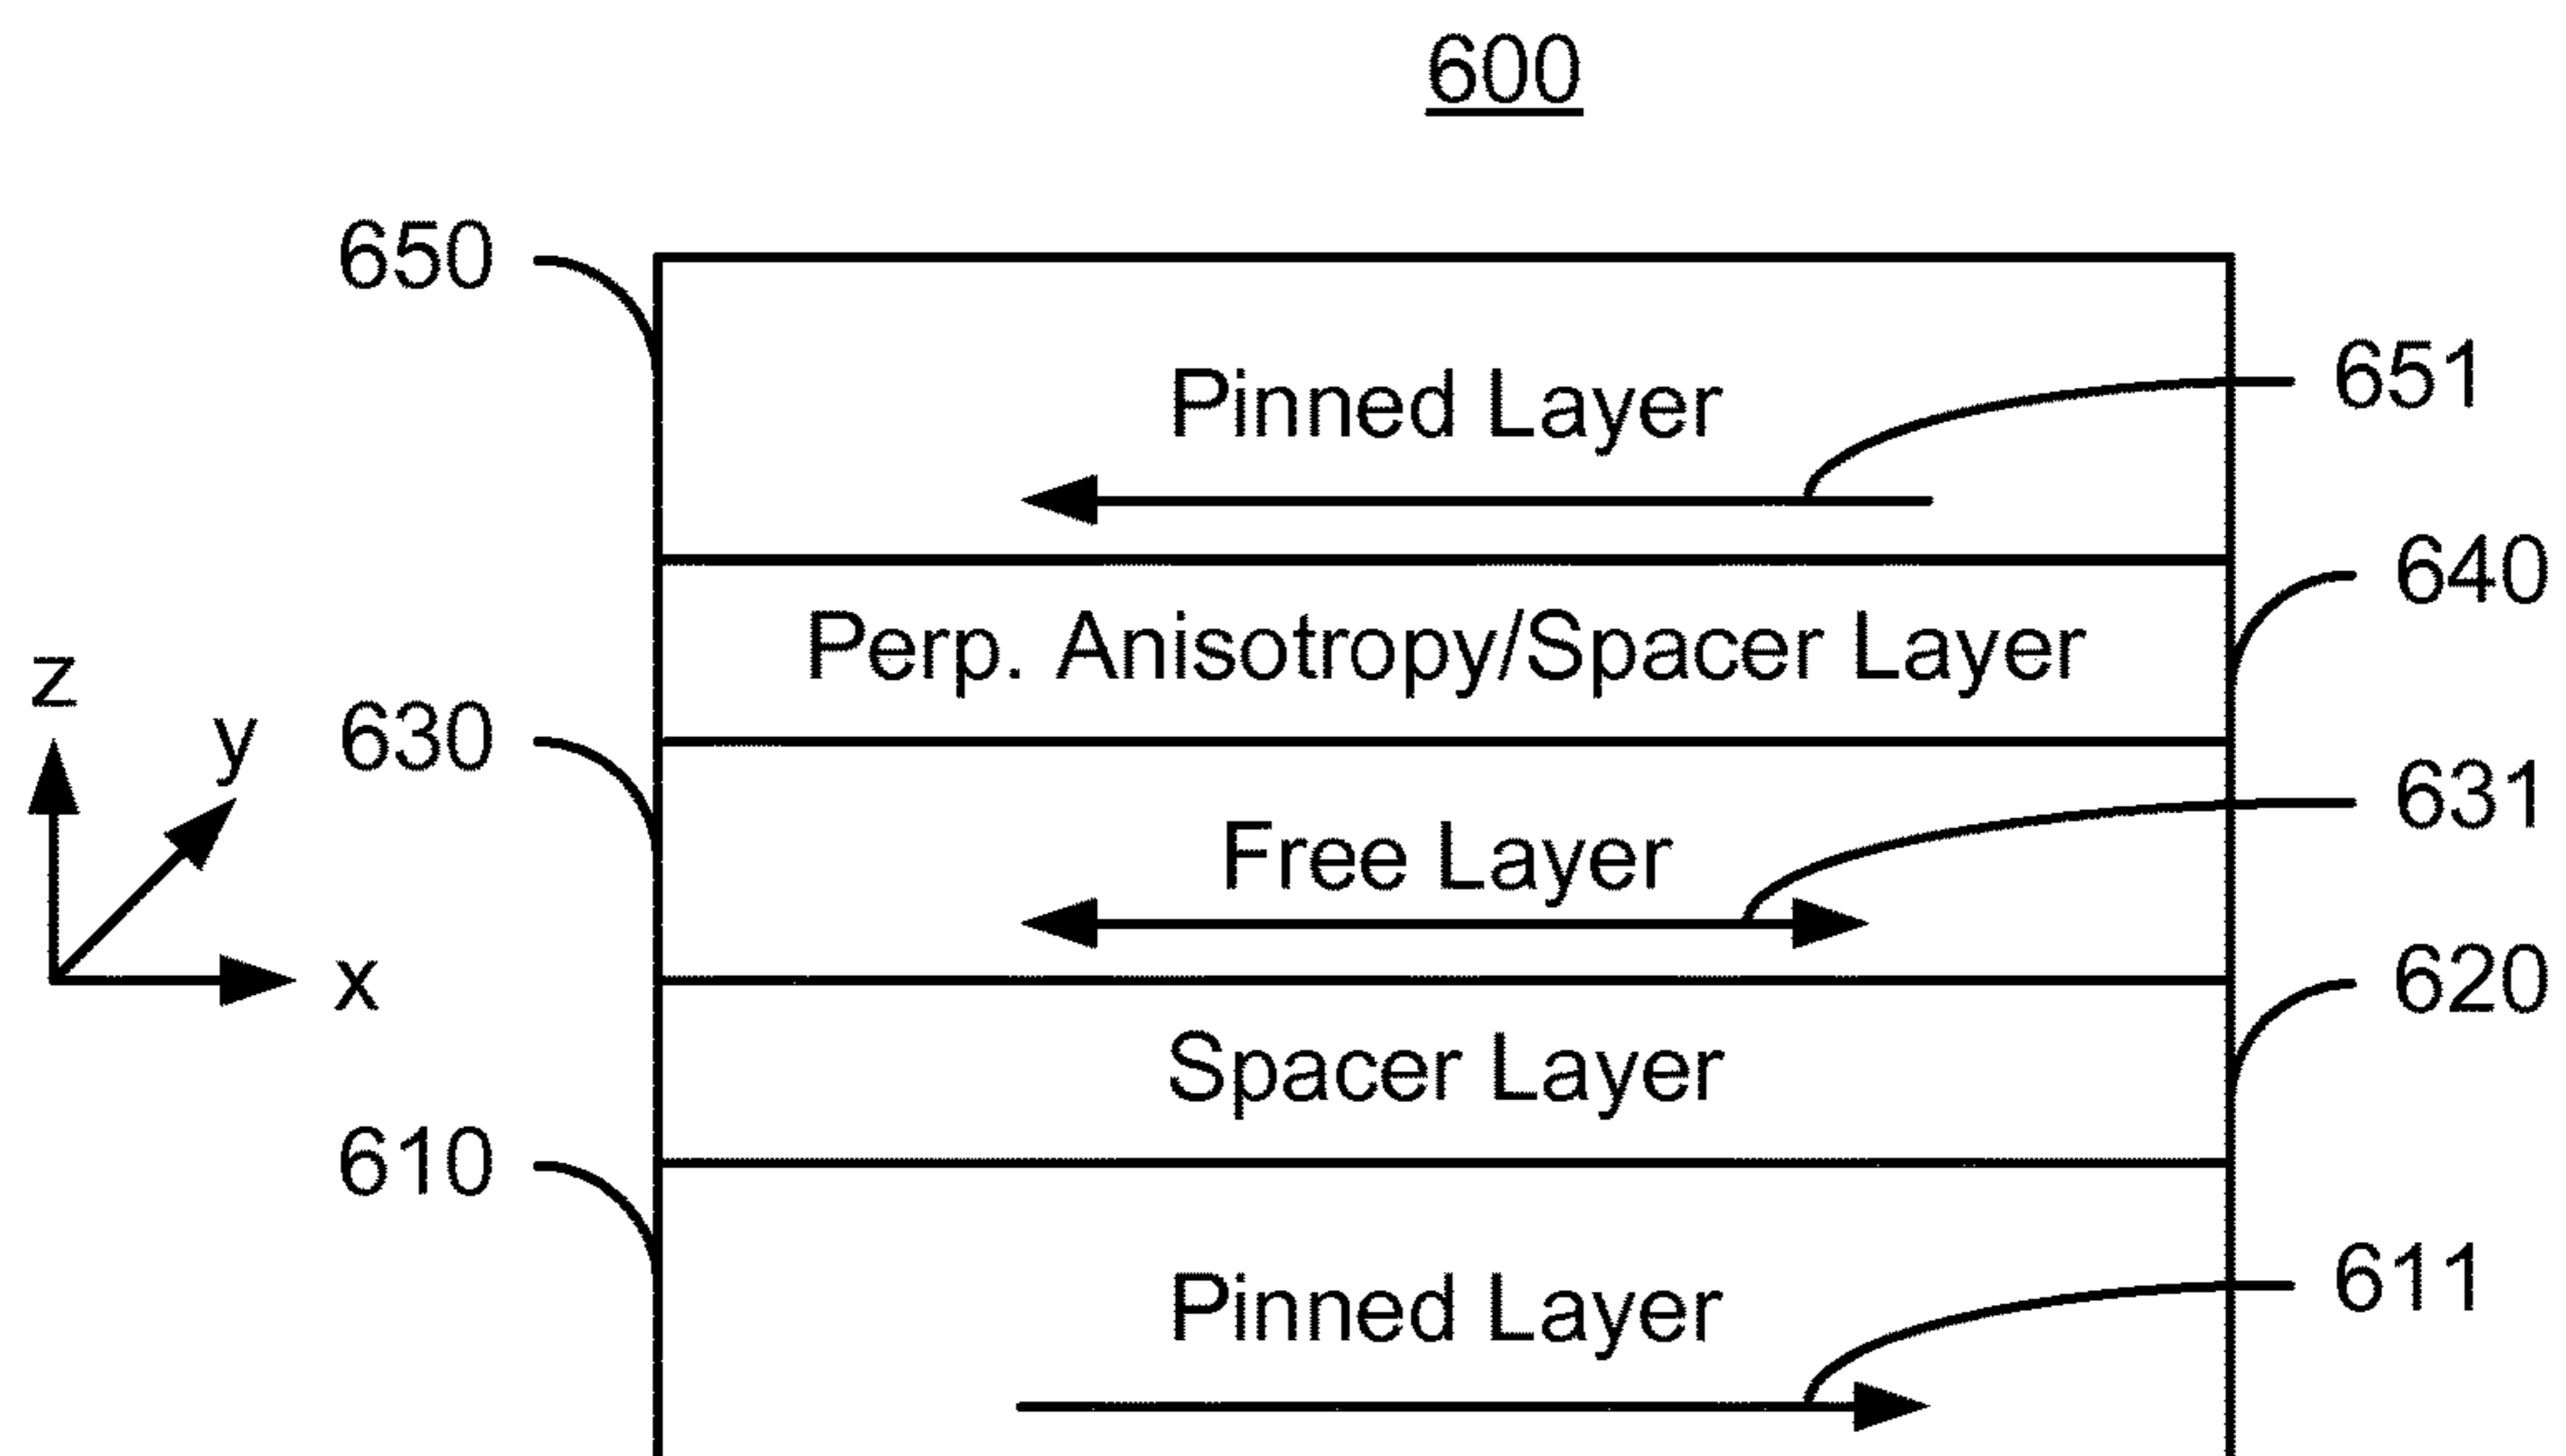 600
650
Pinned Layer
651
640
Perp. Anisotropy/Spacer Layer
z
y
630
631
Free Layer
x
620
Spacer Layer
610
Pinned Layer
611